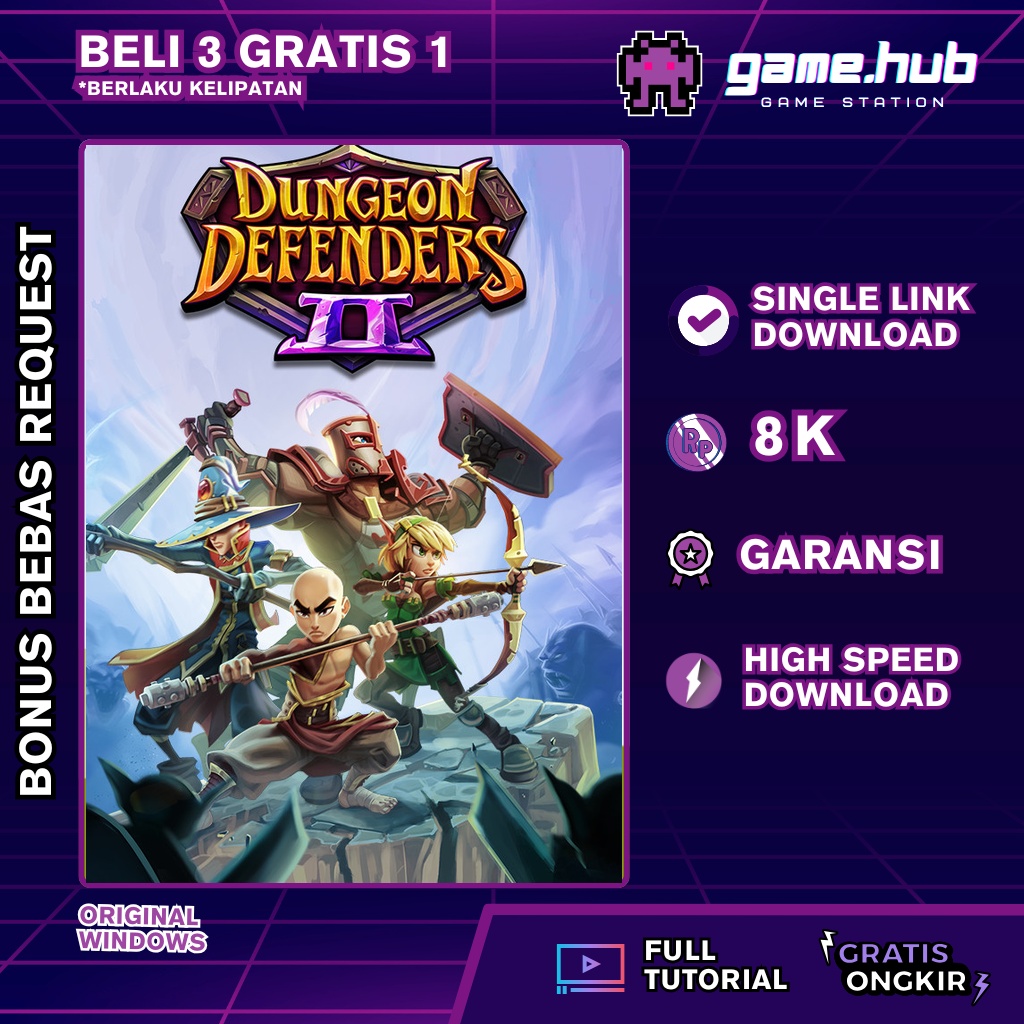 BELI 3 GRATIS 1
*BERLAKU KELIPATAN
game.hub
GAME STATION
BONUS BEBAS REQUEST
DUNGEON
DEFENDERS
II
SINGLE LINK
DOWNLOAD
RP
8K
GARANSI
HIGH SPEED
DOWNLOAD
ORIGINAL
WINDOWS
FULL
TUTORIAL
GRATIS
ONGKIR